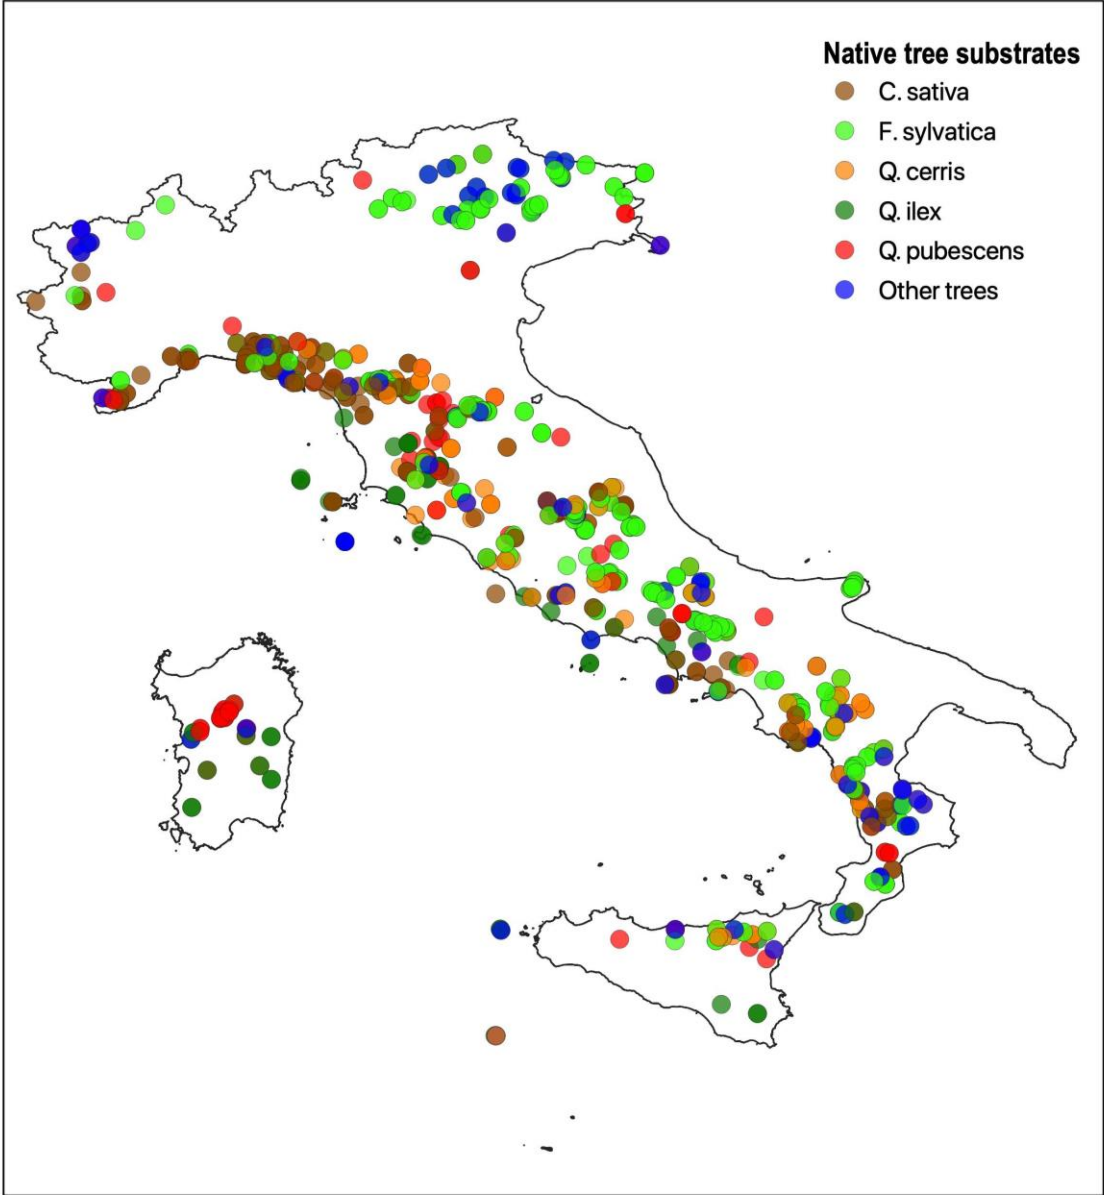 Native tree substrates
C. sativa
F. sylvatica
Q. cerris
Q. ilex
Q. pubescens
Other trees